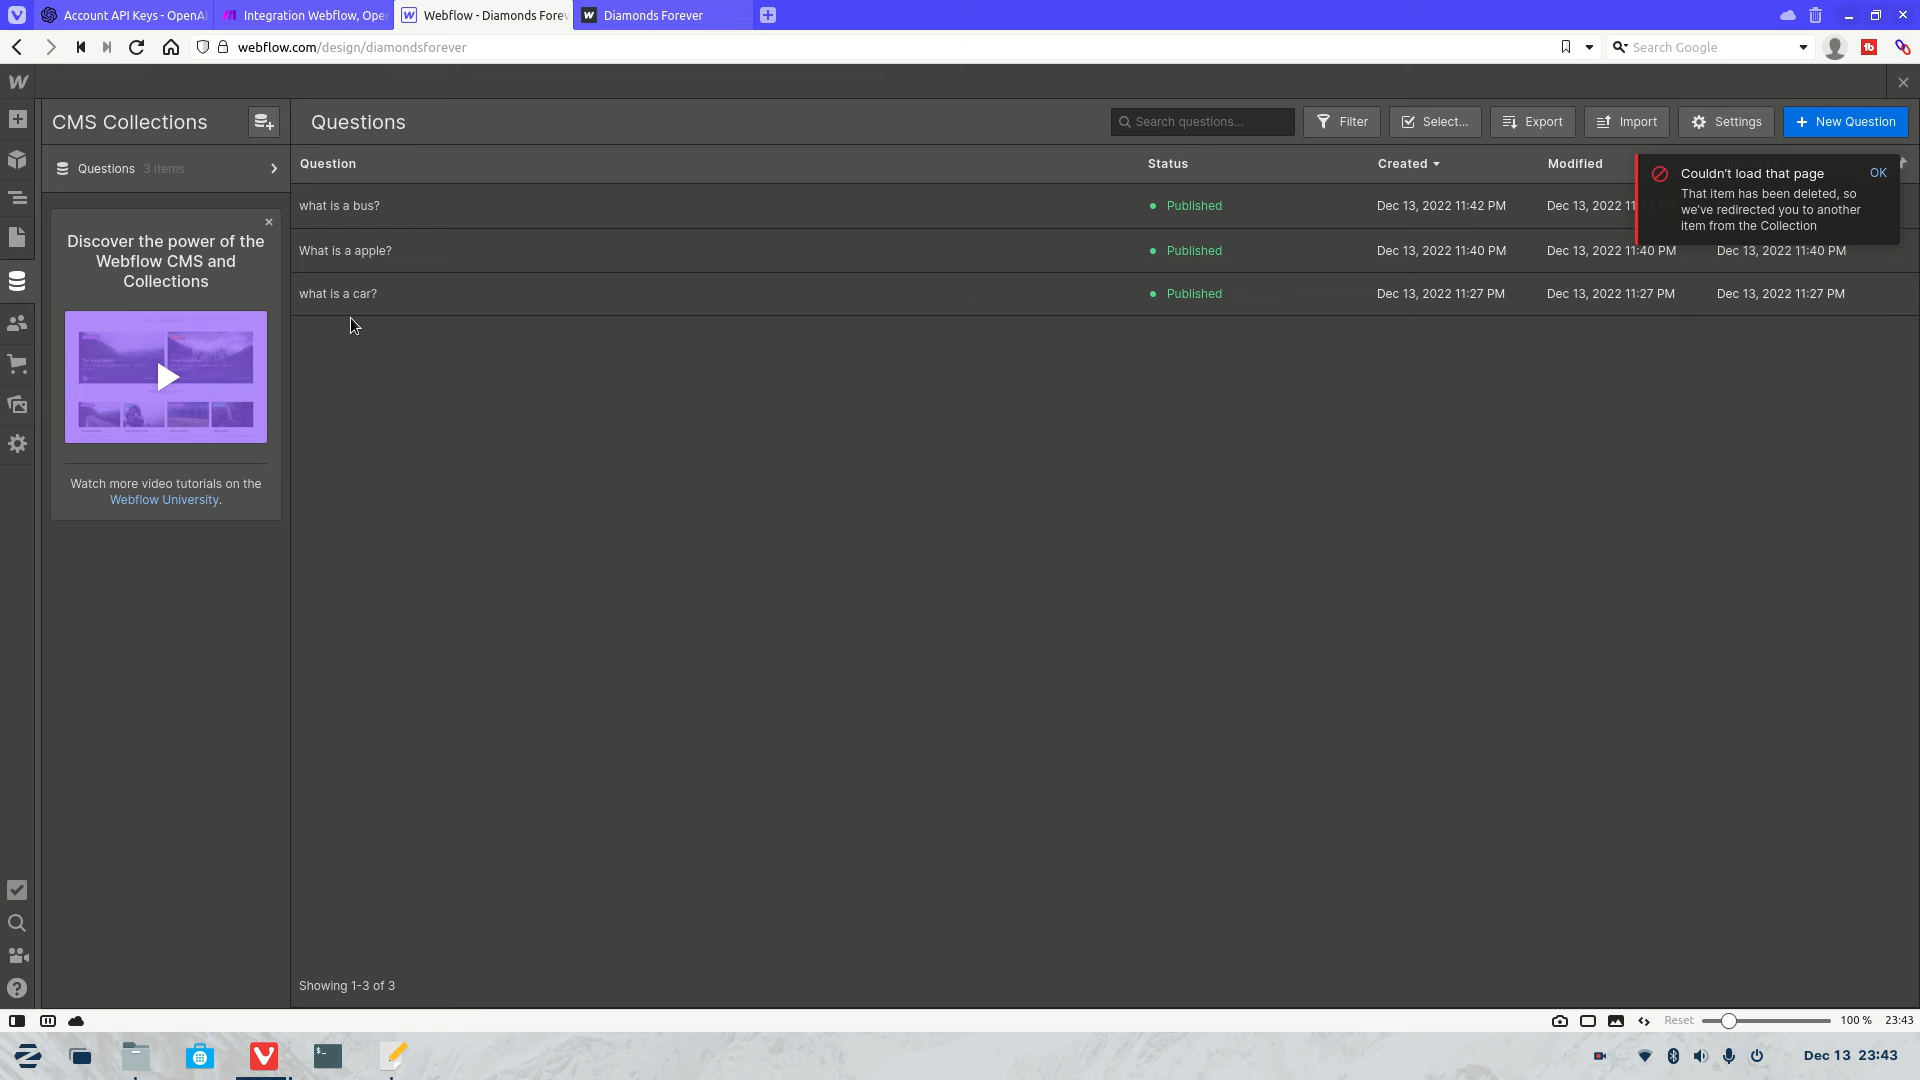 Account API Keys - OpenAI
Integration Webflow, Oper
Webflow - Diamonds Forev
Diamonds Forever
webflow.com/design/diamondsforever
Search Google
CMS Collections
Questions
Search questions...
Filter
Select...
Export
Import
Settings
New Question
Questions 3 items
Question
Status
Created
Modified
what is a bus?
Published
Dec 13, 2022 11:42 PM
Dec 13, 2022 11
What is a apple?
Published
Dec 13, 2022 11:40 PM
Dec 13, 2022 11:40 PM
Dec 13, 2022 11:40 PM
what is a car?
Published
Dec 13, 2022 11:27 PM
Dec 13, 2022 11:27 PM
Dec 13, 2022 11:27 PM
Couldn't load that page
OK
That item has been deleted, so
we've redirected you to another
item from the Collection
Discover the power of the
Webflow CMS and
Collections
Watch more video tutorials on the
Webflow University.
Showing 1-3 of 3
Reset
100 %
23:43
Dec 13 23:43